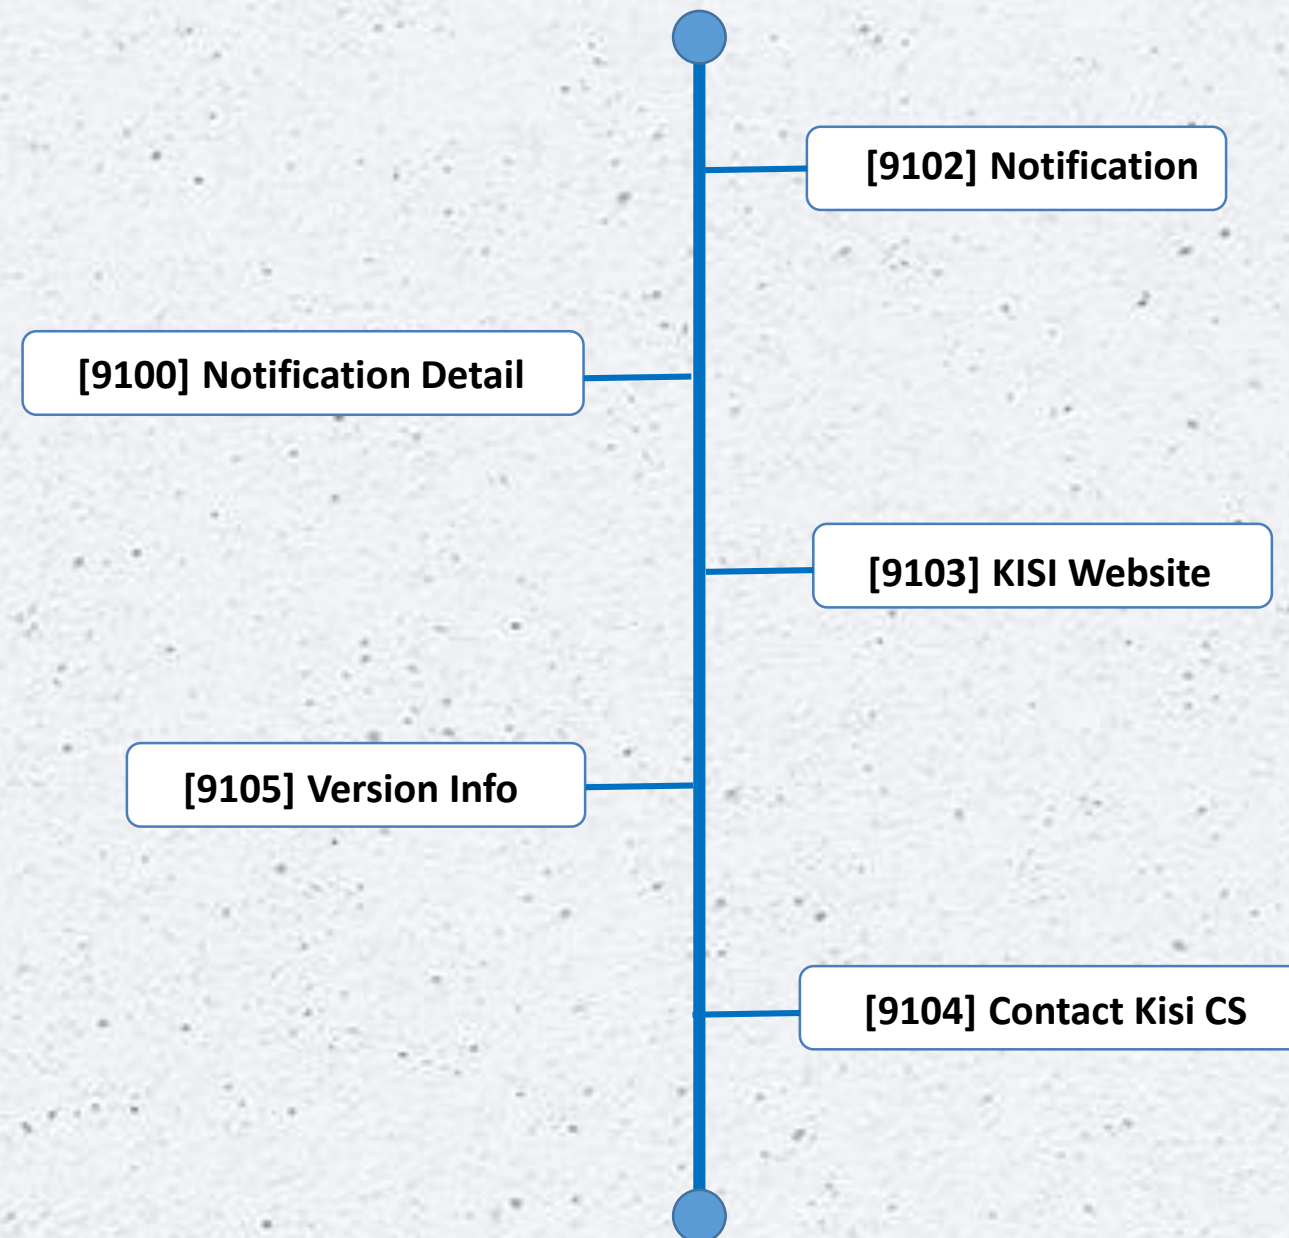 [9102] Notification
[9100] Notification Detail
[9103] KISI Website
[9105] Version Info
[9104] Contact Kisi CS